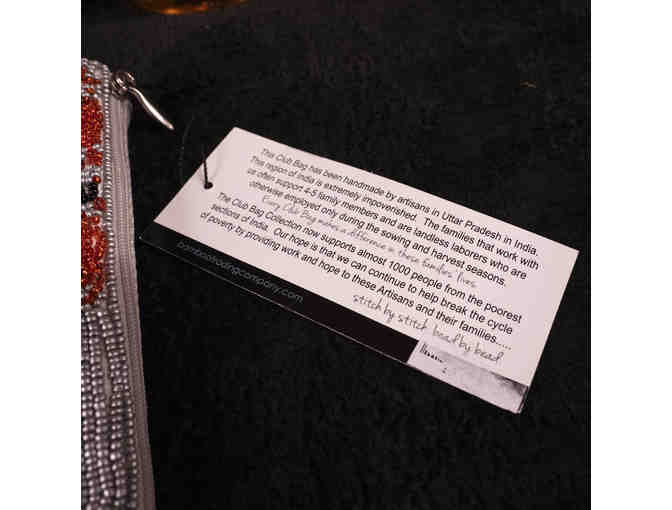 This Club Bag has been handmade by artisans in Uttar Pradesh in India.
This region of India is extremely impoverished. The families that work with
us often support 4-5 family members and are landless laborers who are
otherwise employed only during the sowing and harvest seasons.
Every Club Bag makes a difference in these families' lives
The Club Bag Collection now supports almost 1000 people from the poorest
sections of India. Our hope is that we can continue to help break the cycle
of poverty by providing work and hope to these Artisans and their families.....
stitch by stitch bead by bead
bambootradingcompany.com